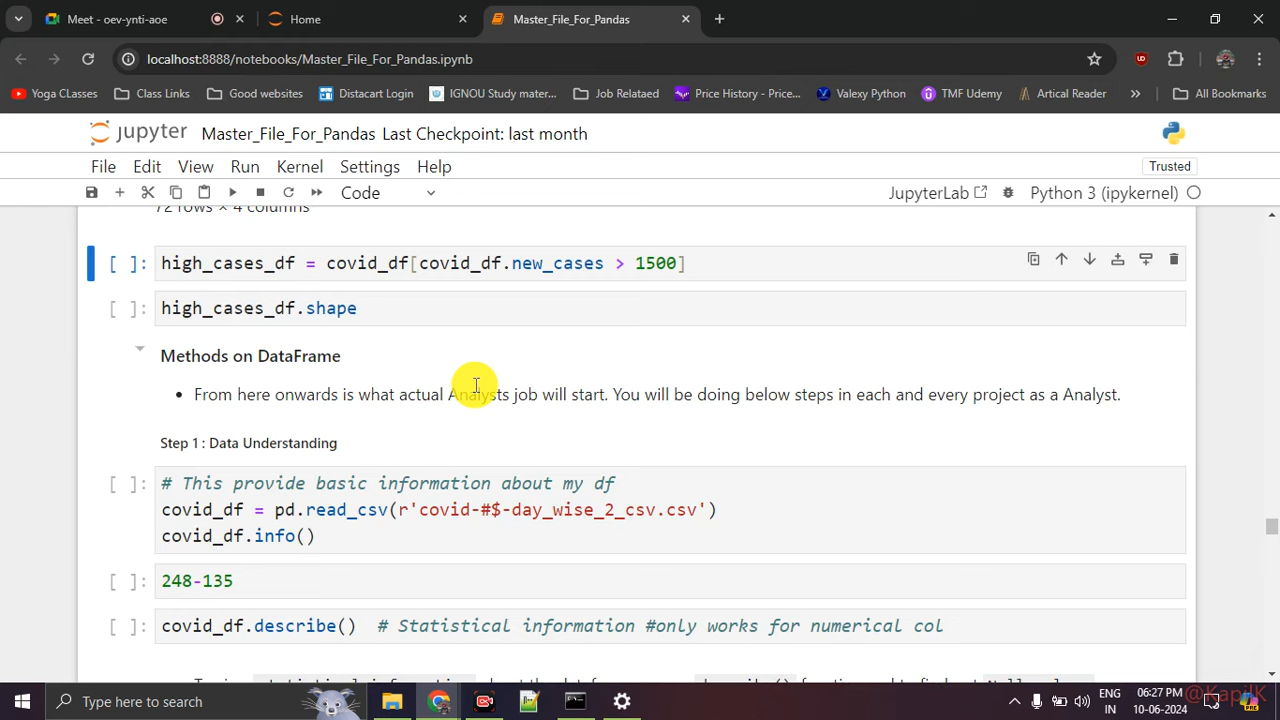 Meet - oev-ynti-aoe
Home
Master_File_For_Pandas
localhost:8888/notebooks/Master_File_For_Pandas.ipynb
Yoga CLasses
Class Links
Good websites
Distacart Login
IGNOU Study mater...
Job Relataed
Price History - Price...
Valexy Python
TMF Udemy
Artical Reader
All Bookmarks
jupyter Master_File_For_Pandas Last Checkpoint: last month
File Edit View Run Kernel Settings Help
Trusted
Code
JupyterLab
Python 3 (ipykernel)
72 rows × 4 columns
[ ]: high_cases_df = covid_df[covid_df.new_cases > 1500]
[ ]: high_cases_df.shape
Methods on DataFrame
• From here onwards is what actual Analysts job will start. You will be doing below steps in each and every project as a Analyst.
Step 1 : Data Understanding
[ ]: # This provide basic information about my df
covid_df = pd.read_csv(r'covid-#$-day_wise_2_csv.csv')
covid_df.info()
[ ]: 248-135
[ ]: covid_df.describe() # Statistical information #only works for numerical col
Type here to search
ENG
IN
06:27 PM
10-06-2024
@KapilK